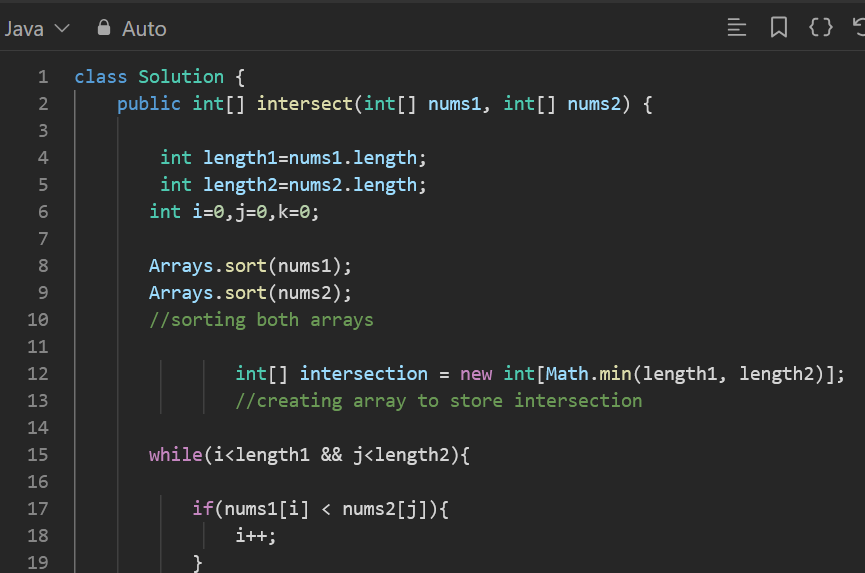 Java Auto
1 class Solution {
2 public int[] intersect(int[] nums1, int[] nums2) {
3
4 int length1=nums1.length;
5 int length2=nums2.length;
6 int i=0,j=0,k=0;
7
8 Arrays.sort(nums1);
9 Arrays.sort(nums2);
10 //sorting both arrays
11
12 int[] intersection = new int[Math.min(length1, length2)];
13 //creating array to store intersection
14
15 while(i<length1 && j<length2){
16
17 if(nums1[i] < nums2[j]){
18 i++;
19 }